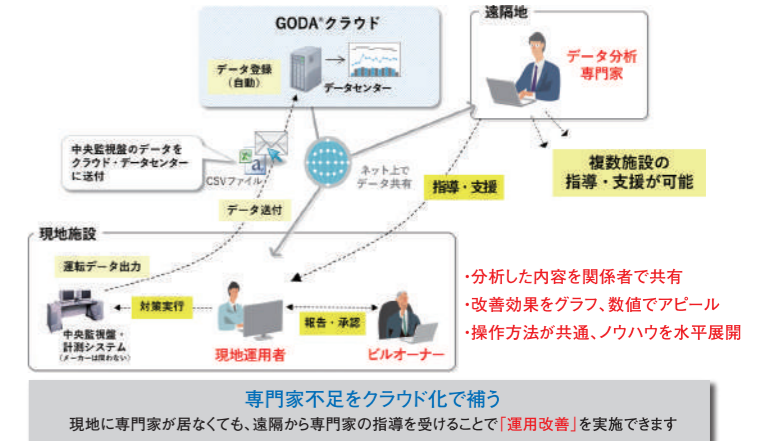 GODA®クラウド
データ登録
(自動)
データセンター
遠隔地
データ分析
専門家
中央監視盤のデータを
クラウド・データセンター
に送付
CSVファイル
ネット上で
データ共有
指導・支援
複数施設の
指導・支援が可能
データ送付
現地施設
運転データ出力
対策実行
報告・承認
中央監視盤・
計測システム
(メーカーは問わない)
現地運用者
ビルオーナー
・分析した内容を関係者で共有
・改善効果をグラフ、数値でアピール
・操作方法が共通、ノウハウを水平展開
専門家不足をクラウド化で補う
現地に専門家が居なくても、遠隔から専門家の指導を受けることで「運用改善」を実施できます